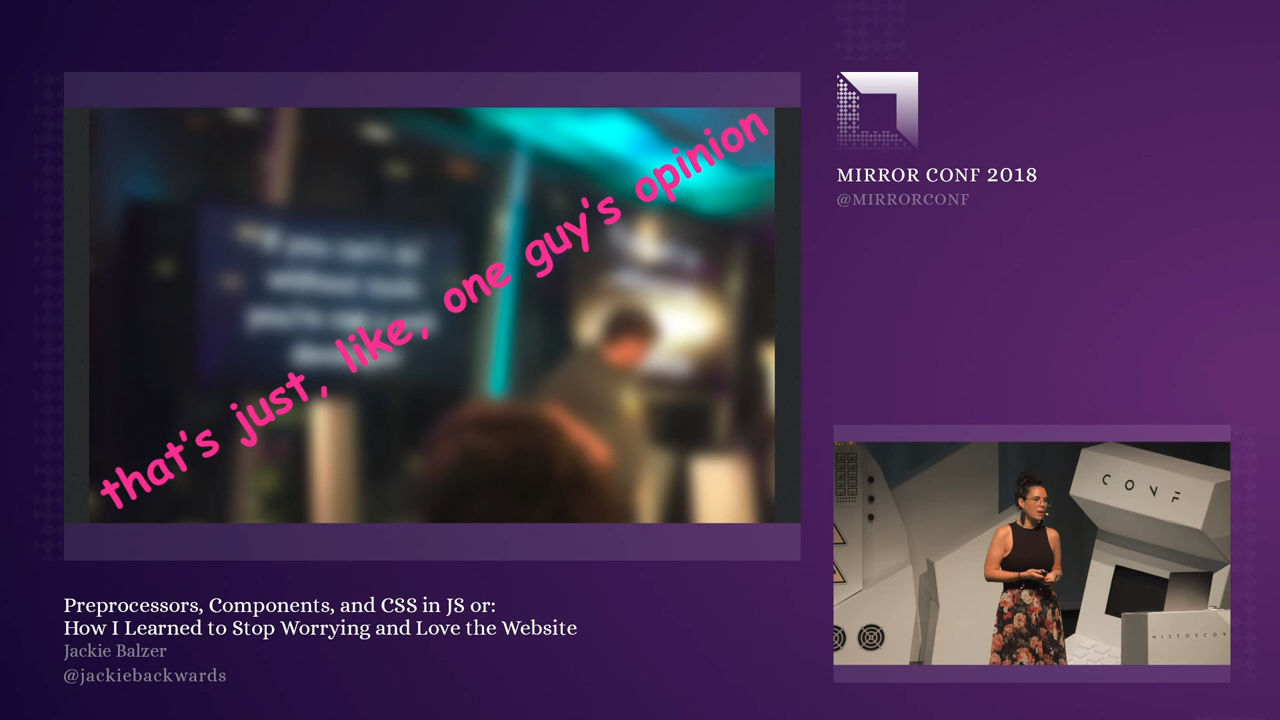 that's just, like, one guy's opinion
MIRROR CONF 2018
@MIRRORCONF
CONF
MIRRORCONF
Preprocessors, Components, and CSS in JS or:
How I Learned to Stop Worrying and Love the Website
Jackie Balzer
@jackiebackwards